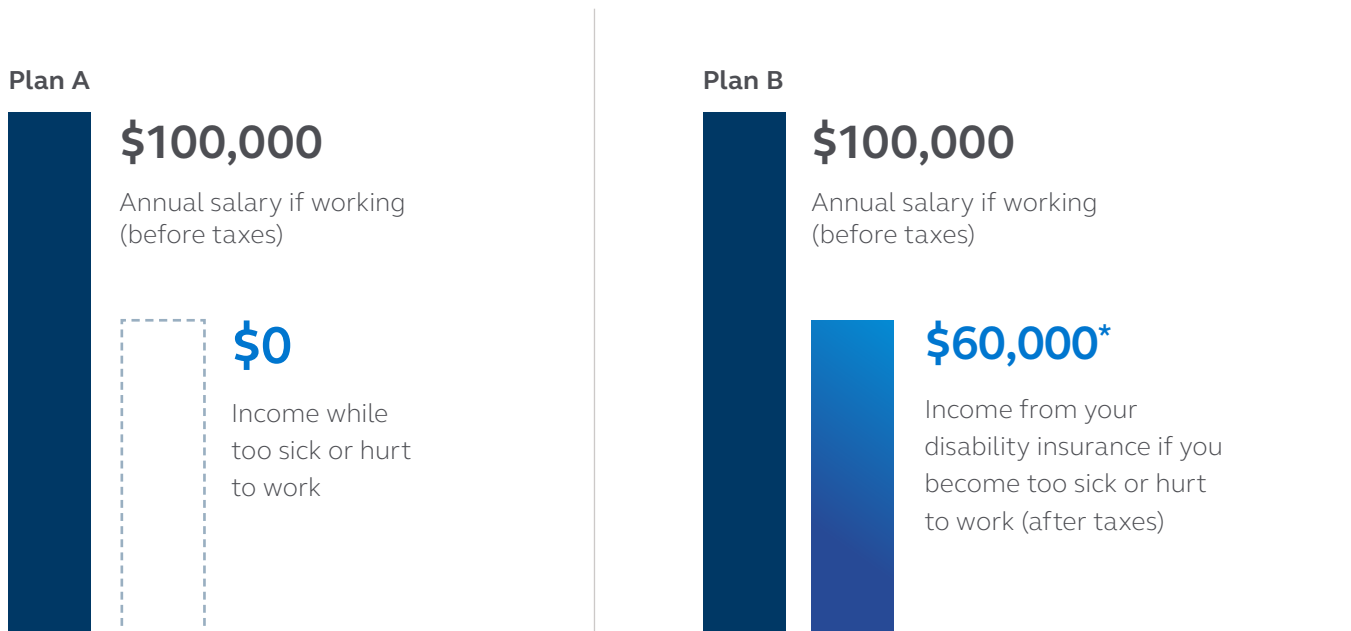 Plan A
$100,000
Annual salary if working
(before taxes)
$0
Income while
too sick or hurt
to work
Plan B
$100,000
Annual salary if working
(before taxes)
$60,000*
Income from your
disability insurance if you
become too sick or hurt
to work (after taxes)